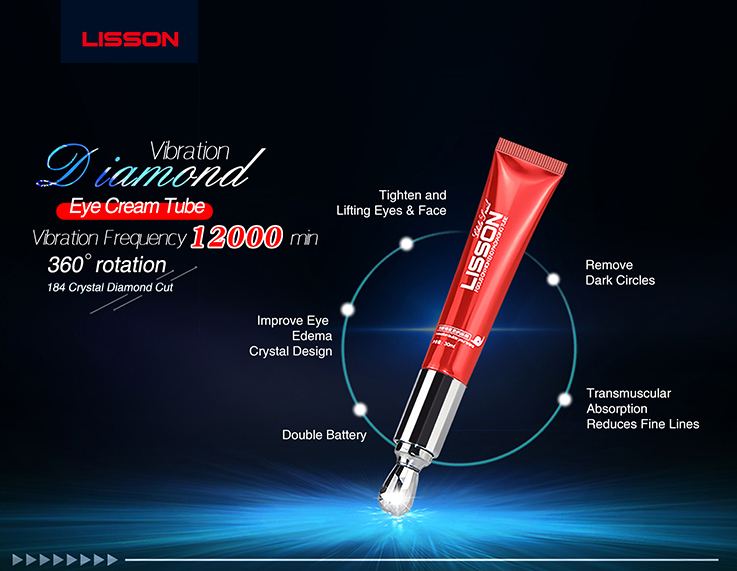 LISSON
Vibration
Diamond
Eye Cream Tube
Vibration Frequency 12000 min
360° rotation
184 Crystal Diamond Cut
Tighten and
Lifting Eyes & Face
Improve Eye
Edema
Crystal Design
Double Battery
Remove
Dark Circles
Transmuscular
Absorption
Reduces Fine Lines
LISSON
30ml